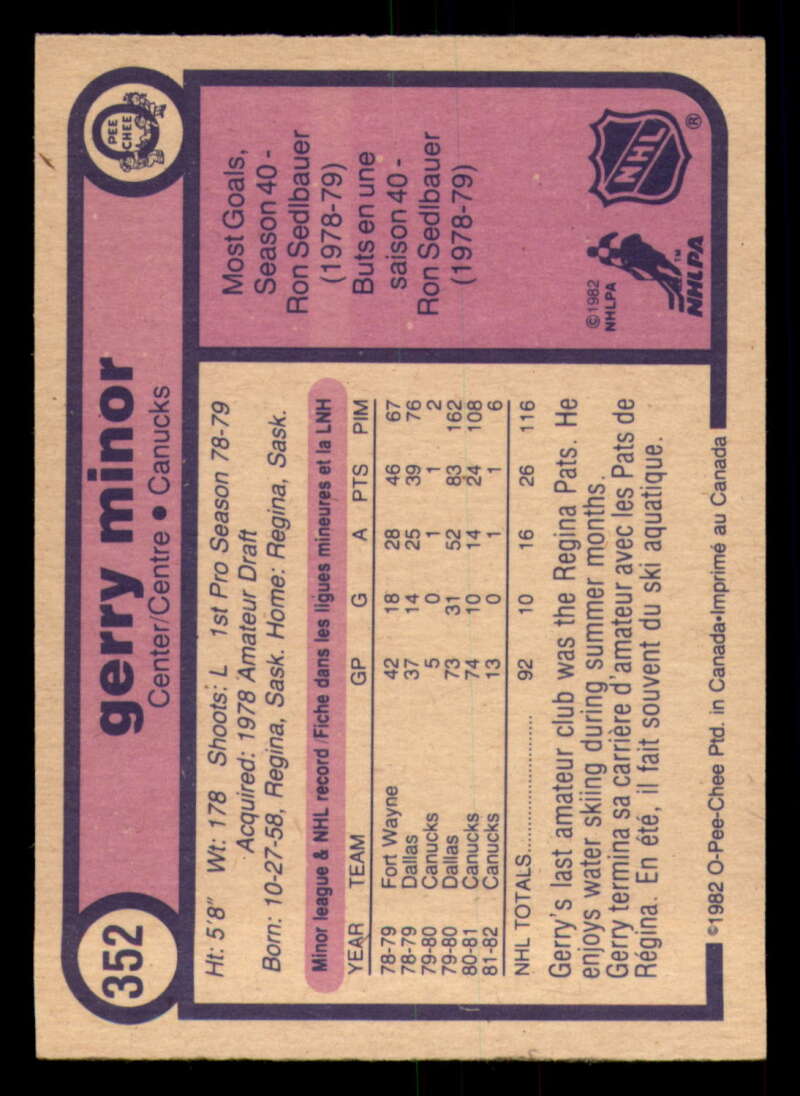 352
gerry minor
Center/Centre • Canucks
PEE
CHEE
Ht: 5'8" Wt: 178 Shoots: L 1st Pro Season 78-79
Acquired: 1978 Amateur Draft
Born: 10-27-58, Regina, Sask. Home: Regina, Sask.
Minor league & NHL record/Fiche dans les ligues mineures et la LNH
YEAR TEAM GP G A PTS PIM
78-79 Fort Wayne 42 18 28 46 67
78-79 Dallas 37 14 25 39 76
79-80 Canucks 5 0 1 1 2
79-80 Dallas 73 31 52 83 162
80-81 Canucks 74 10 14 24 108
81-82 Canucks 13 0 1 1 6
NHL TOTALS.................... 92 10 16 26 116
Gerry's last amateur club was the Regina Pats. He
enjoys water skiing during summer months.
Gerry termina sa carrière d'amateur avec les Pats de
Régina. En été, il fait souvent du ski aquatique.
Most Goals,
Season 40 -
Ron Sedlbauer
(1978-79)
Buts en une
saison 40 -
Ron Sedlbauer
(1978-79)
©1982
NHLPA
NHLPA™
NHL®
©1982 O-Pee-Chee Ptd. in Canada•Imprimé au Canada